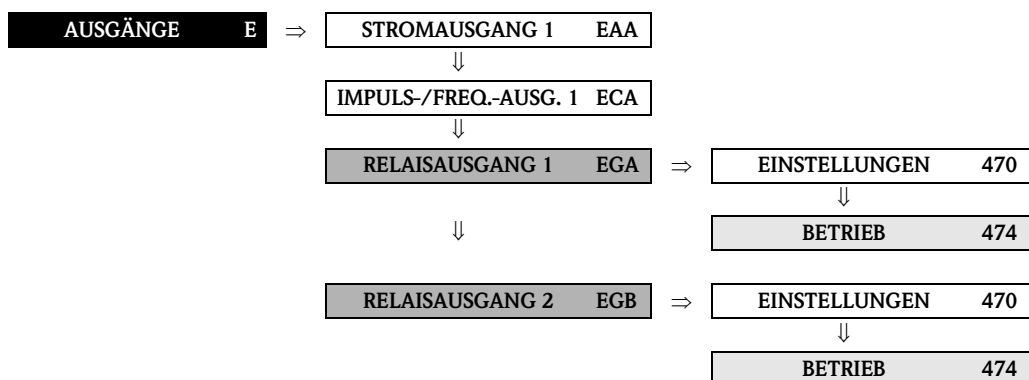 AUSGÄNGE E ⇒ STROMAUSGANG 1 EAA
⇓
IMPULS-/FREQ.-AUSG. 1 ECA
⇓
RELAISAUSGANG 1 EGA ⇒ EINSTELLUNGEN 470
⇓
⇓ BETRIEB 474
RELAISAUSGANG 2 EGB ⇒ EINSTELLUNGEN 470
⇓
BETRIEB 474